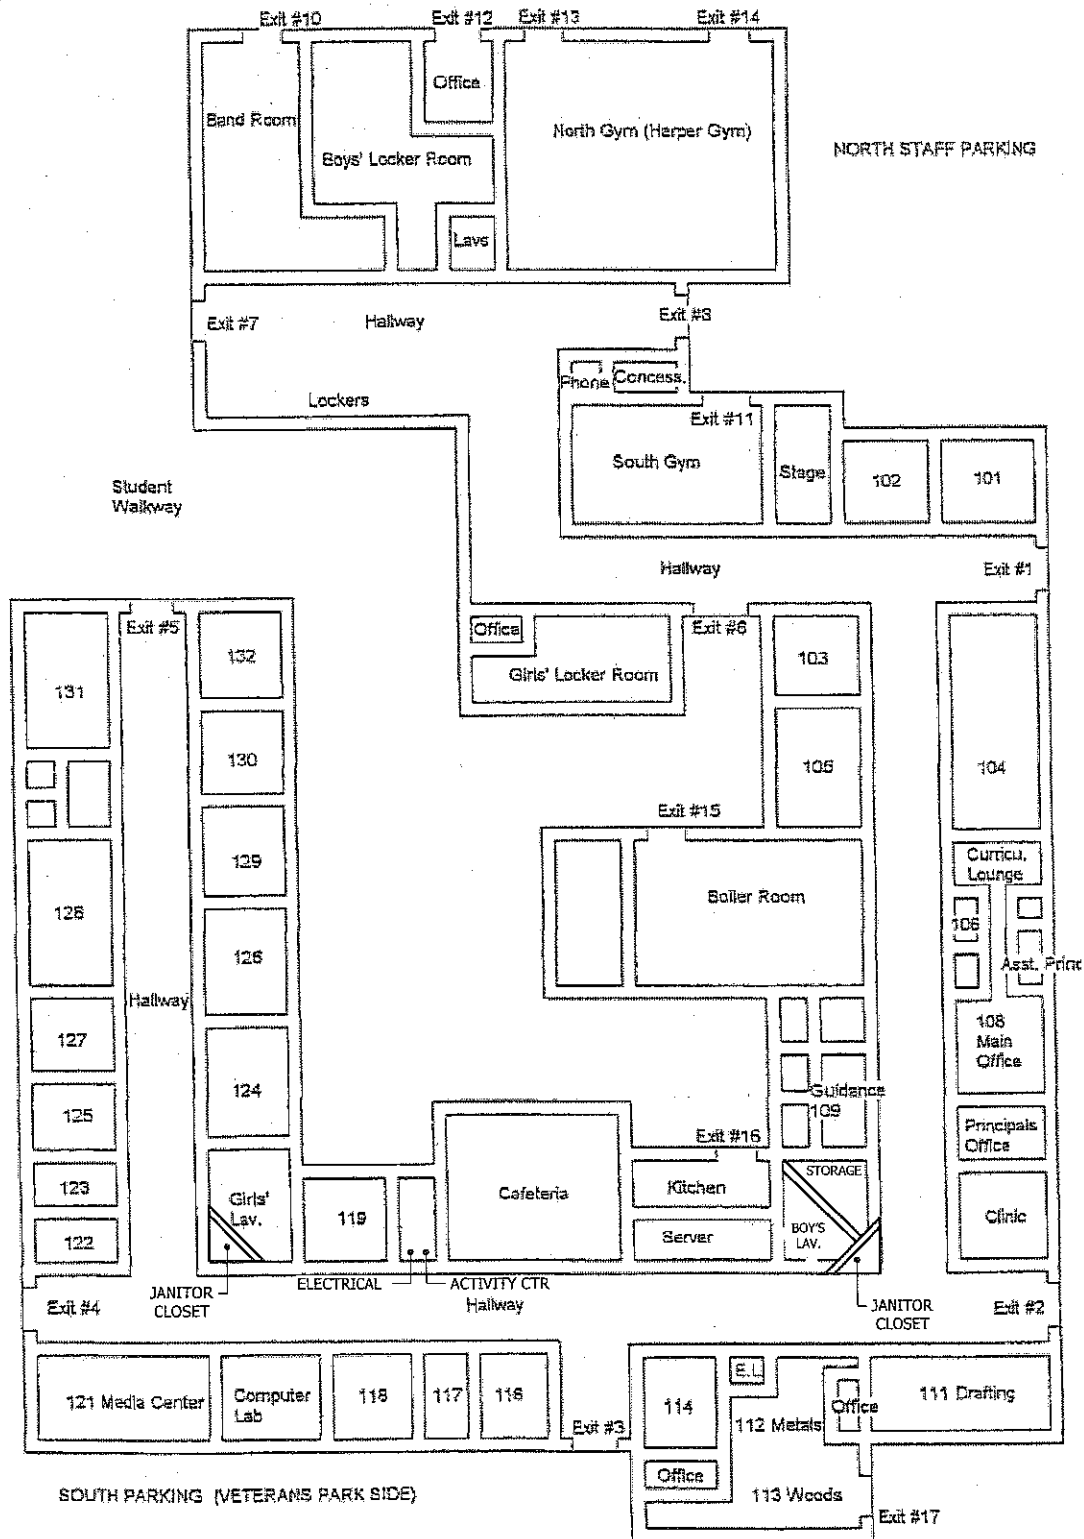 Exit #10
Exit #12
Exit #13
Exit #14
Office
Band Room
North Gym (Harper Gym)
Boys' Locker Room
NORTH STAFF PARKING
Lavs
Exit #7
Hallway
Exit #8
Phone
Concess.
Lockers
Exit #11
South Gym
Stage
102
101
Student
Walkway
Hallway
Exit #1
Exit #5
Office
Exit #6
132
103
131
Girls' Locker Room
130
105
104
Exit #15
129
Curricu.
Lounge
128
Boiler Room
106
126
Asst. Print
Hallway
108
Main
Office
127
124
Guidance
109
125
Principals
Office
Exit #16
STORAGE
123
Girls'
Lav.
119
Cafeteria
Kitchen
Clinic
122
Server
BOY'S
LAV.
JANITOR
CLOSET
ELECTRICAL
ACTIVITY CTR
Exit #4
Hallway
JANITOR
CLOSET
Exit #2
E.L.
121 Media Center
Computer
Lab
118
117
116
114
Office
111 Drafting
112 Metals
Exit #3
Office
113 Woods
SOUTH PARKING (VETERANS PARK SIDE)
Exit #17